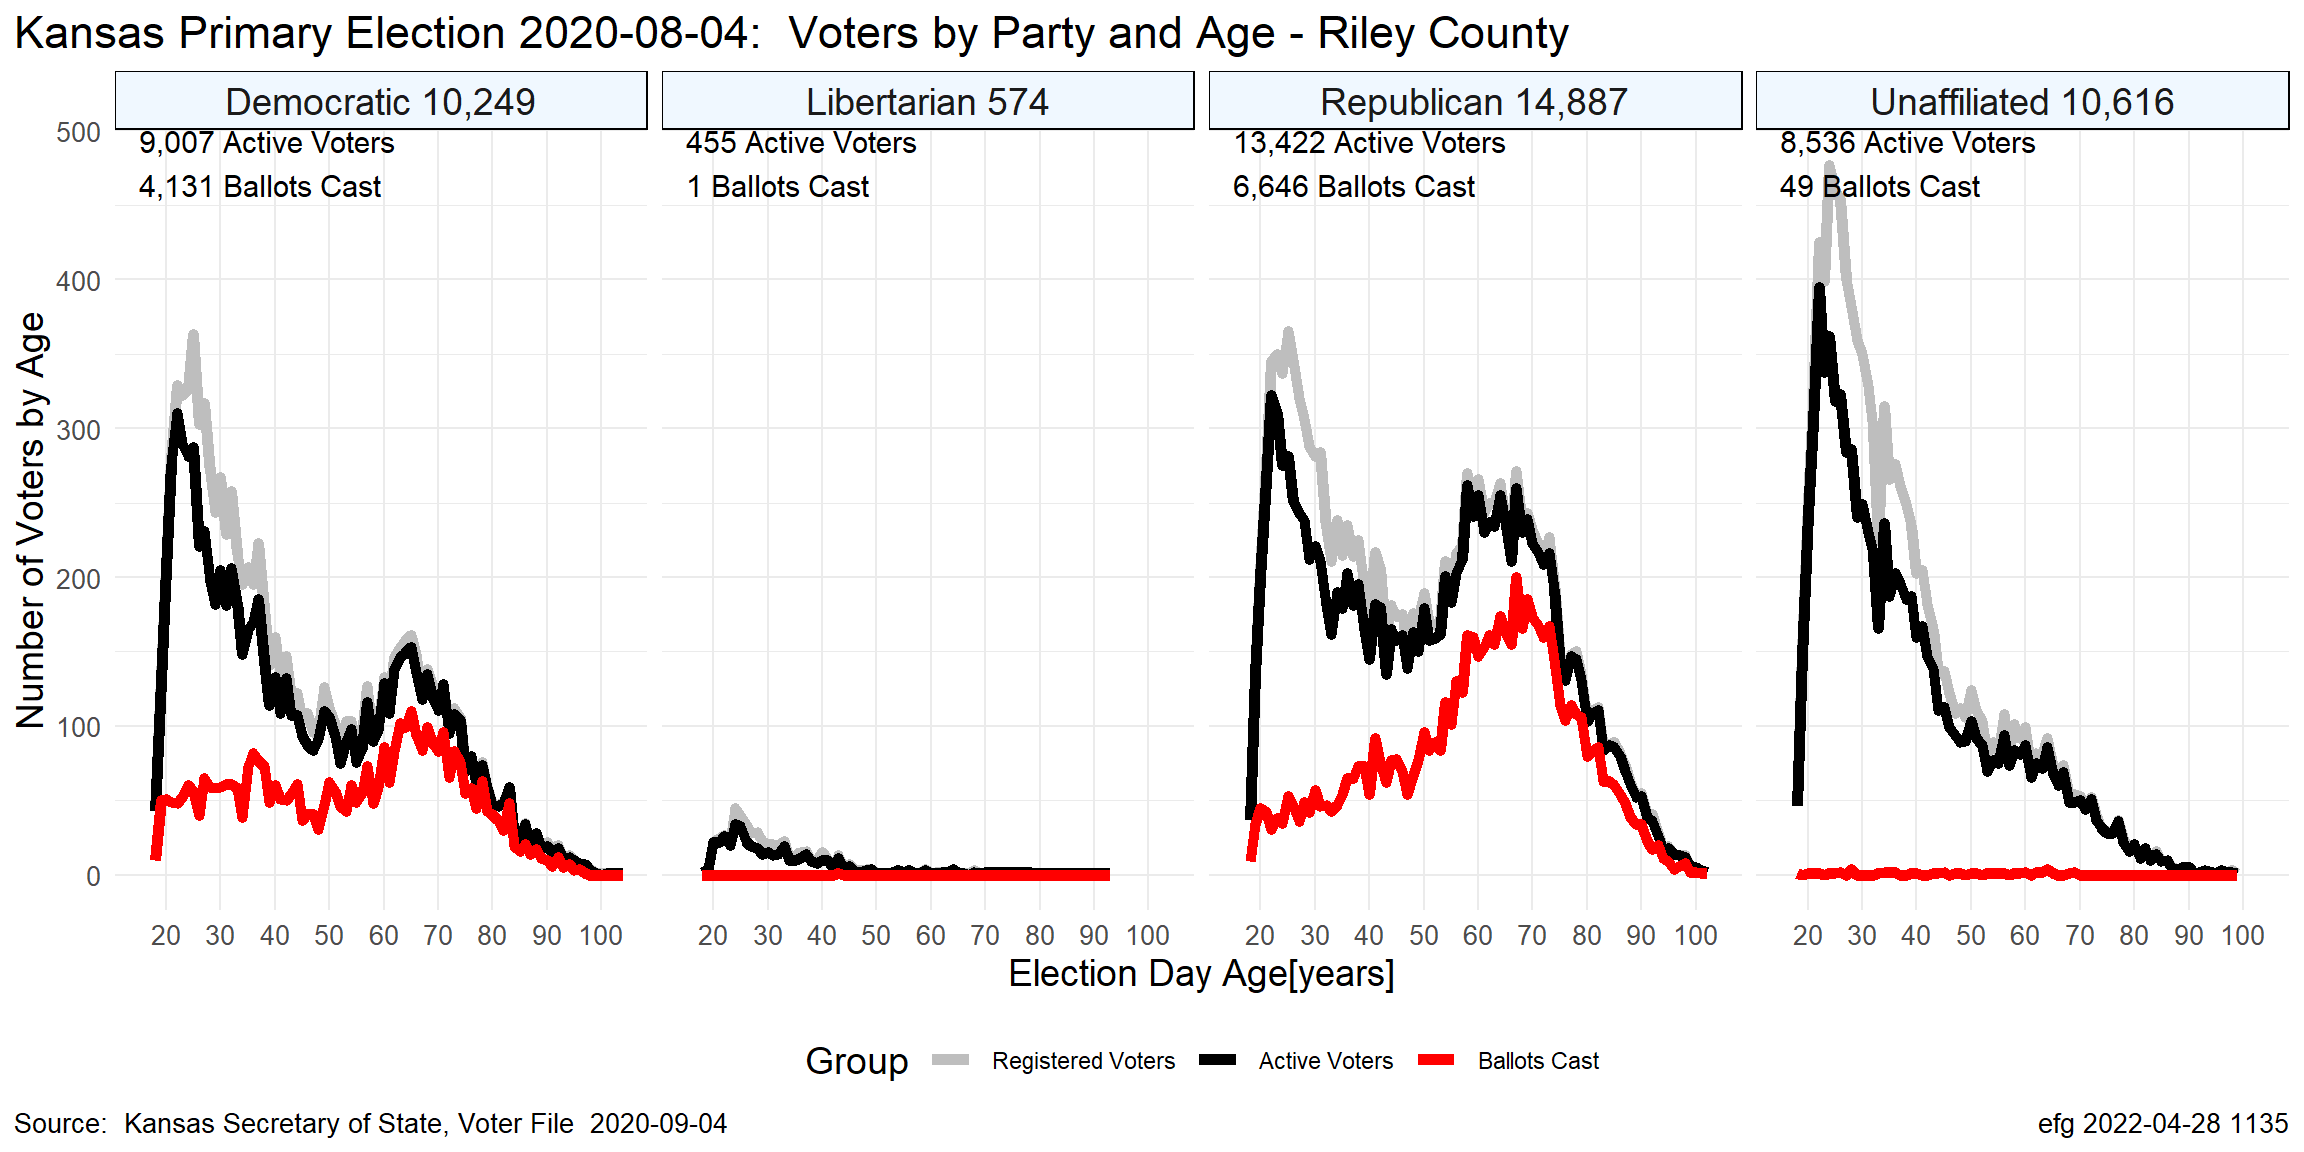 Kansas Primary Election 2020-08-04:  Voters by Party and Age - Riley County
Democratic 10,249
Libertarian 574
Republican 14,887
Unaffiliated 10,616
9,007 Active Voters
4,131 Ballots Cast
455 Active Voters
1 Ballots Cast
13,422 Active Voters
6,646 Ballots Cast
8,536 Active Voters
49 Ballots Cast
Number of Voters by Age
500
400
300
200
100
0
20 30 40 50 60 70 80 90 100
20 30 40 50 60 70 80 90 100
20 30 40 50 60 70 80 90 100
20 30 40 50 60 70 80 90 100
Election Day Age[years]
Group Registered Voters Active Voters Ballots Cast
Source:  Kansas Secretary of State, Voter File  2020-09-04
efg 2022-04-28 1135